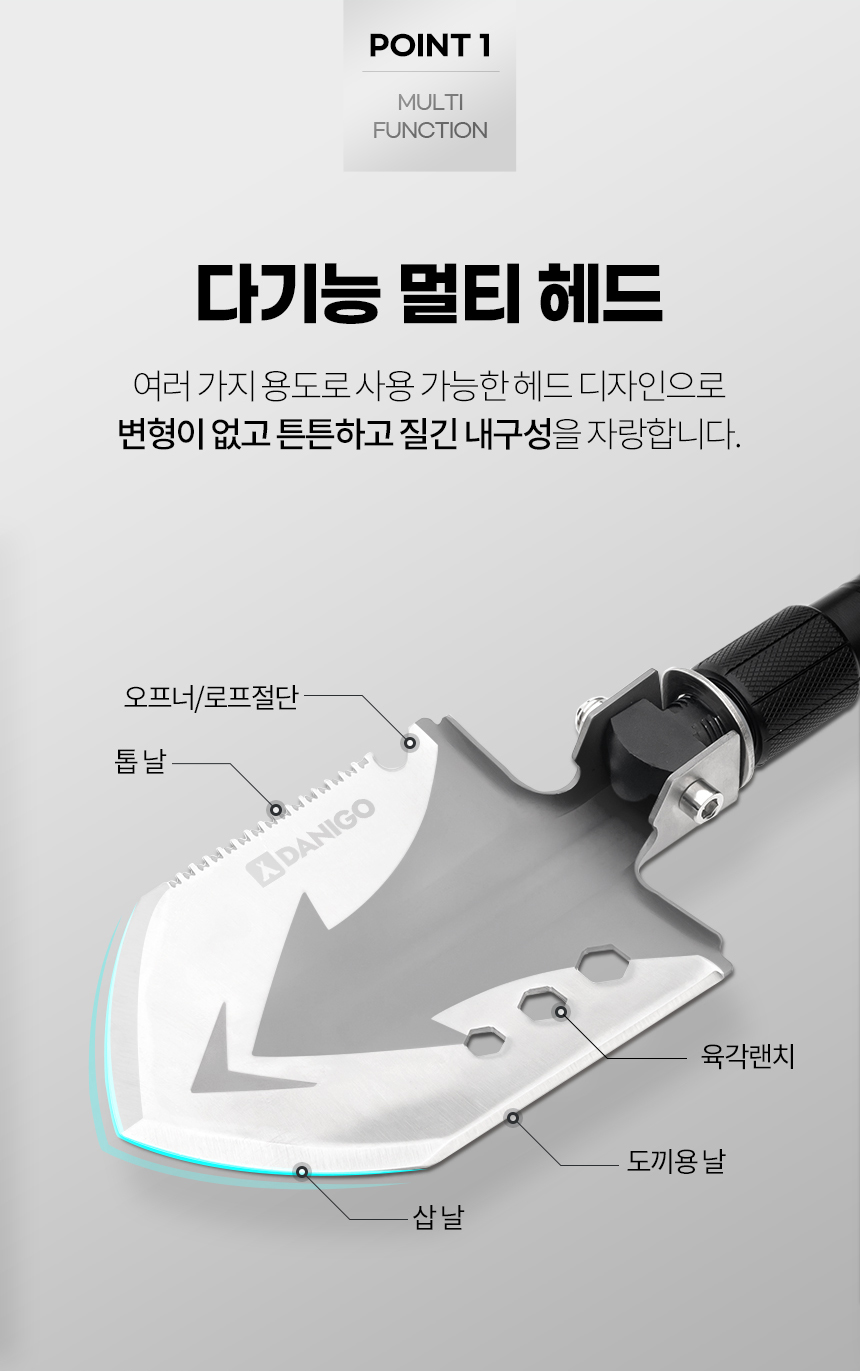 POINT 1
MULTI
FUNCTION
다기능 멀티 헤드
여러 가지 용도로 사용 가능한 헤드 디자인으로
변형이 없고 튼튼하고 질긴 내구성을 자랑합니다.
오프너/로프절단
톱 날
DANIGO
육각랜치
도끼용 날
삽 날